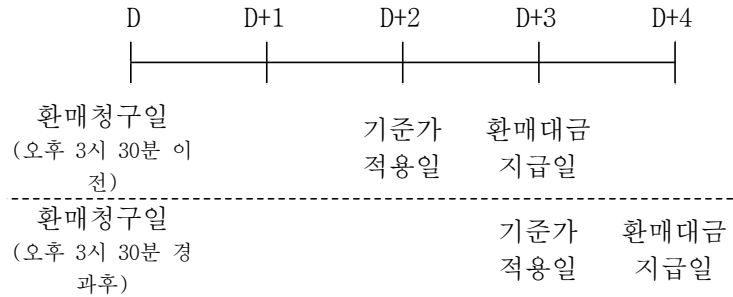 D D+1 D+2 D+3 D+4
환매청구일
(오후 3시 30분 이
전)
기준가
적용일
환매대금
지급일
환매청구일
(오후 3시 30분 경
과후)
기준가
적용일
환매대금
지급일